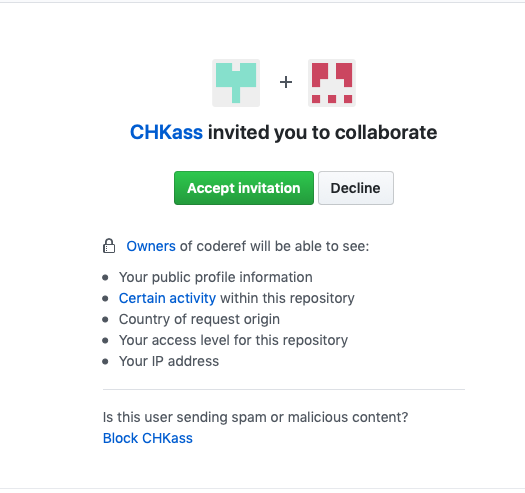 +
CHKass invited you to collaborate
Accept invitation Decline
Owners of coderef will be able to see:
Your public profile information
Certain activity within this repository
Country of request origin
Your access level for this repository
Your IP address
Is this user sending spam or malicious content?
Block CHKass